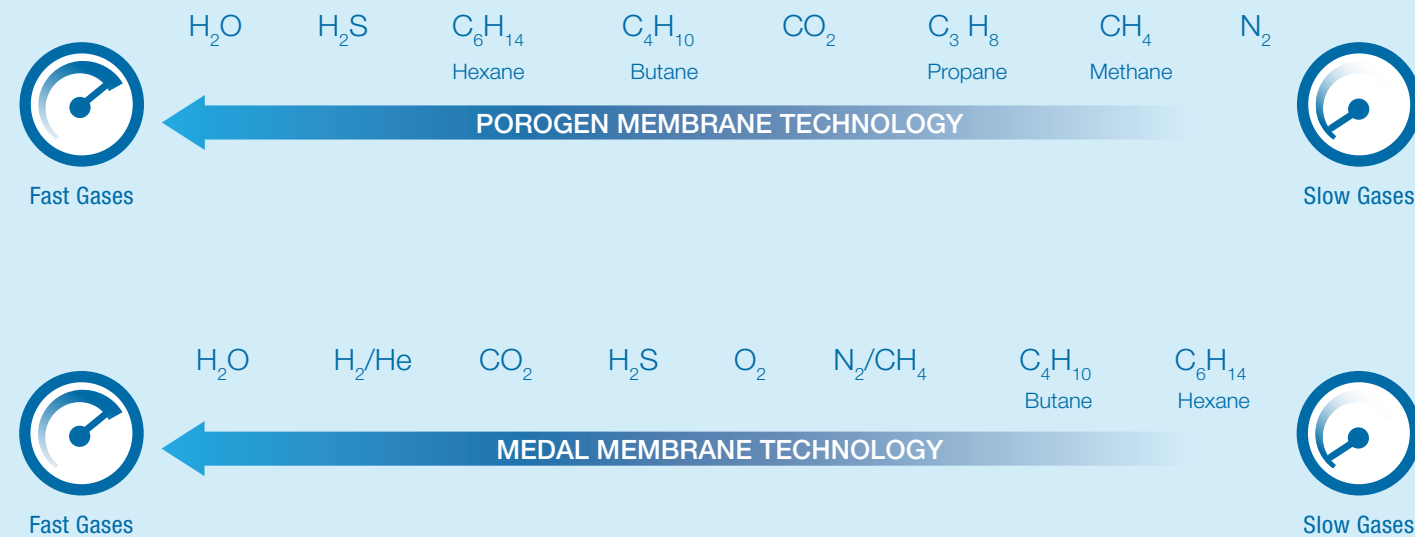 H₂O H₂S C₆H₁₄ C₄H₁₀ CO₂ C₃ H₈ CH₄ N₂
Hexane Butane Propane Methane
POROGEN MEMBRANE TECHNOLOGY
Fast Gases Slow Gases
H₂O H₂/He CO₂ H₂S O₂ N₂/CH₄ C₄H₁₀ C₆H₁₄
Butane Hexane
MEDAL MEMBRANE TECHNOLOGY
Fast Gases Slow Gases